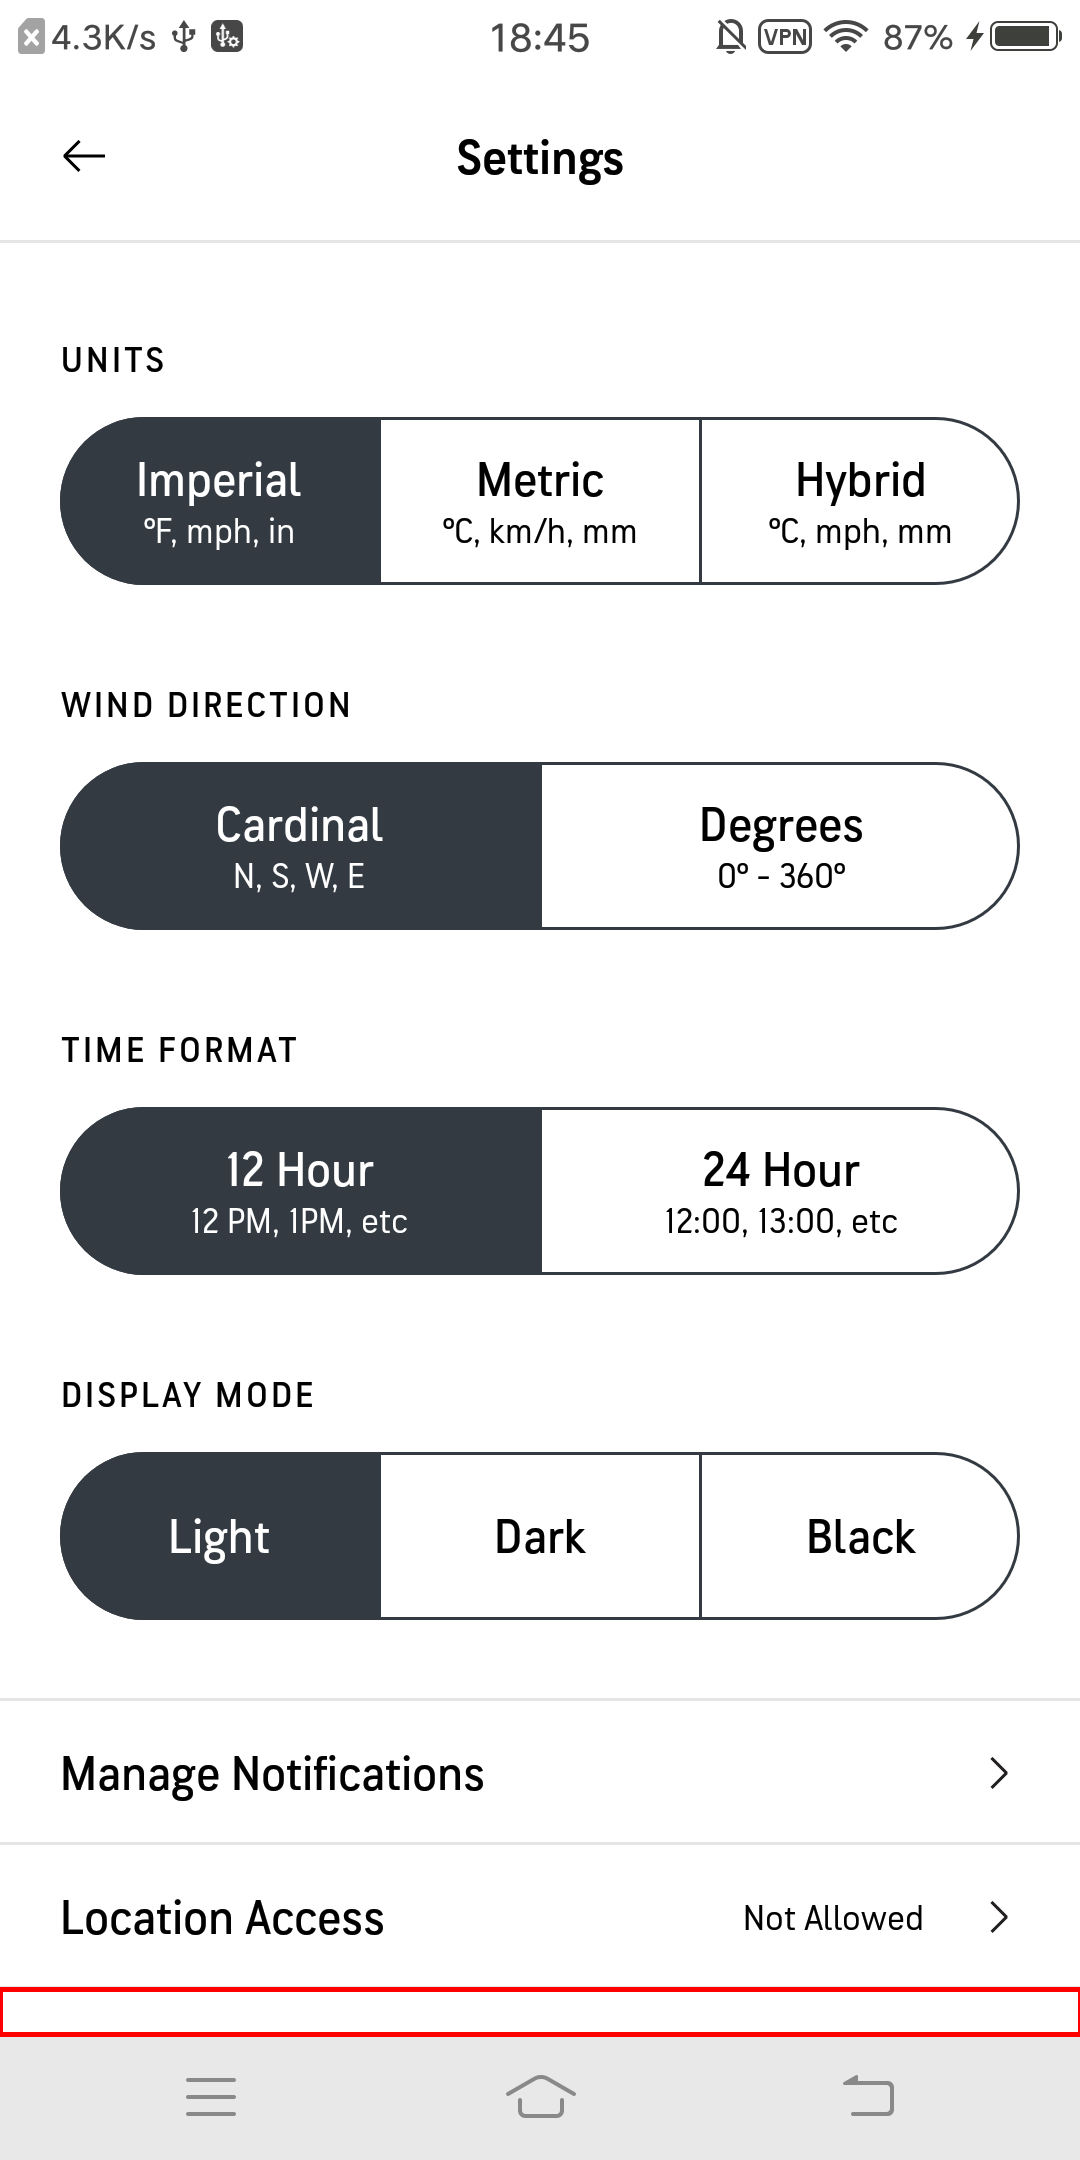 4.3K/s 18:45 VPN 87%
Settings
UNITS
Imperial Metric Hybrid
°F, mph, in °C, km/h, mm °C, mph, mm
WIND DIRECTION
Cardinal Degrees
N, S, W, E 0° - 360°
TIME FORMAT
12 Hour 24 Hour
12 PM, 1PM, etc 12:00, 13:00, etc
DISPLAY MODE
Light Dark Black
Manage Notifications
Location Access Not Allowed